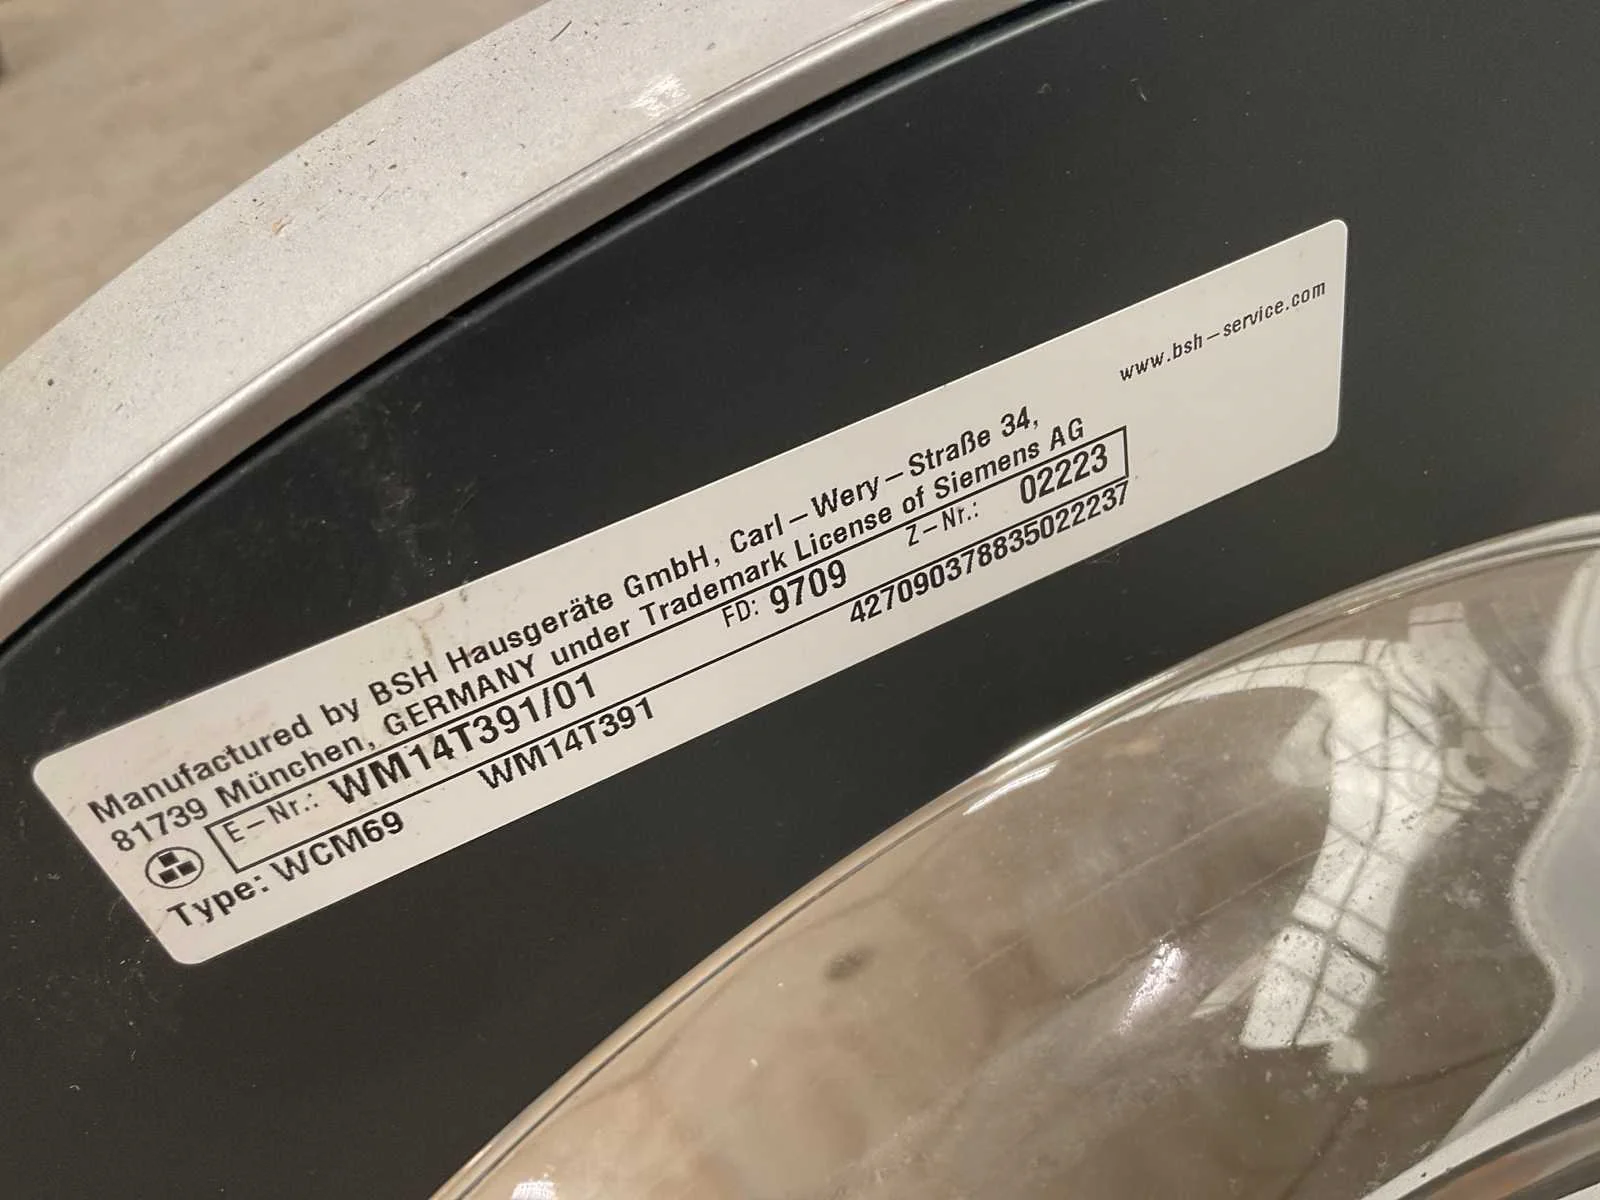 www.bsh-service.com
Manufactured by BSH Hausgeräte GmbH, Carl-Wery-Straße 34,
81739 München, GERMANY under Trademark License of Siemens AG
E-Nr.: WM14T391/01 FD: 9709 Z-Nr.: 02223
Type: WCM69 WM14T391 427090378835022237